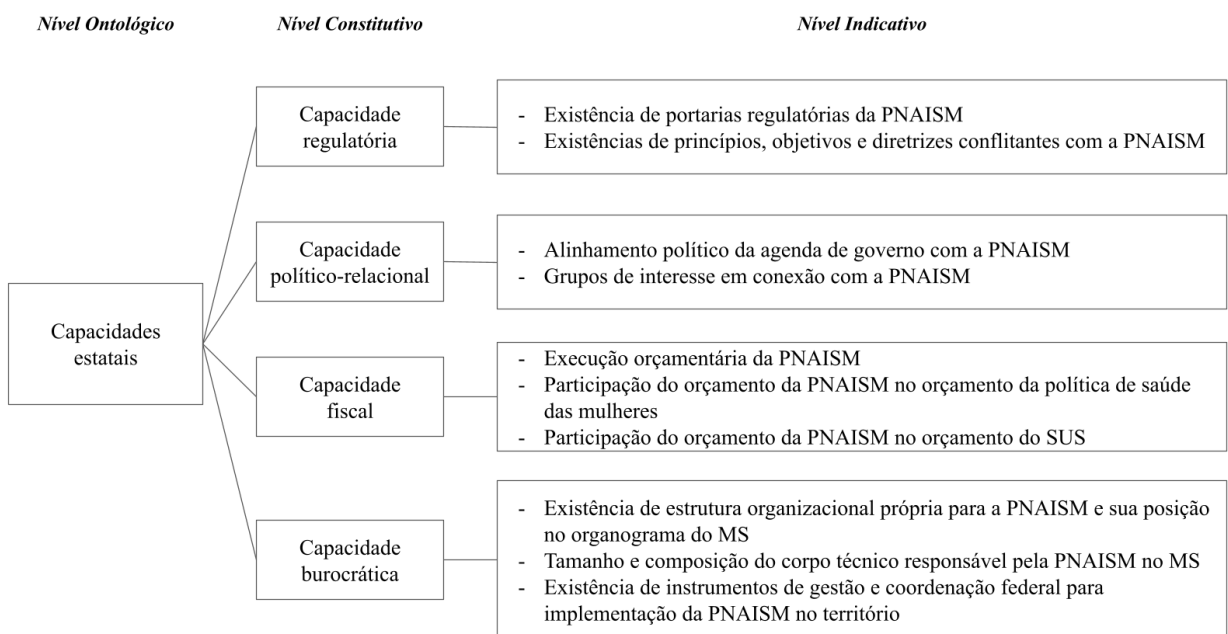 Nível Ontológico
Nível Constitutivo
Nível Indicativo
Capacidades
estatais
Capacidade
regulatória
- Existência de portarias regulatórias da PNAISM
- Existências de princípios, objetivos e diretrizes conflitantes com a PNAISM
Capacidade
político-relacional
- Alinhamento político da agenda de governo com a PNAISM
- Grupos de interesse em conexão com a PNAISM
Capacidade
fiscal
- Execução orçamentária da PNAISM
- Participação do orçamento da PNAISM no orçamento da política de saúde
das mulheres
- Participação do orçamento da PNAISM no orçamento do SUS
Capacidade
burocrática
- Existência de estrutura organizacional própria para a PNAISM e sua posição
no organograma do MS
- Tamanho e composição do corpo técnico responsável pela PNAISM no MS
- Existência de instrumentos de gestão e coordenação federal para
implementação da PNAISM no território